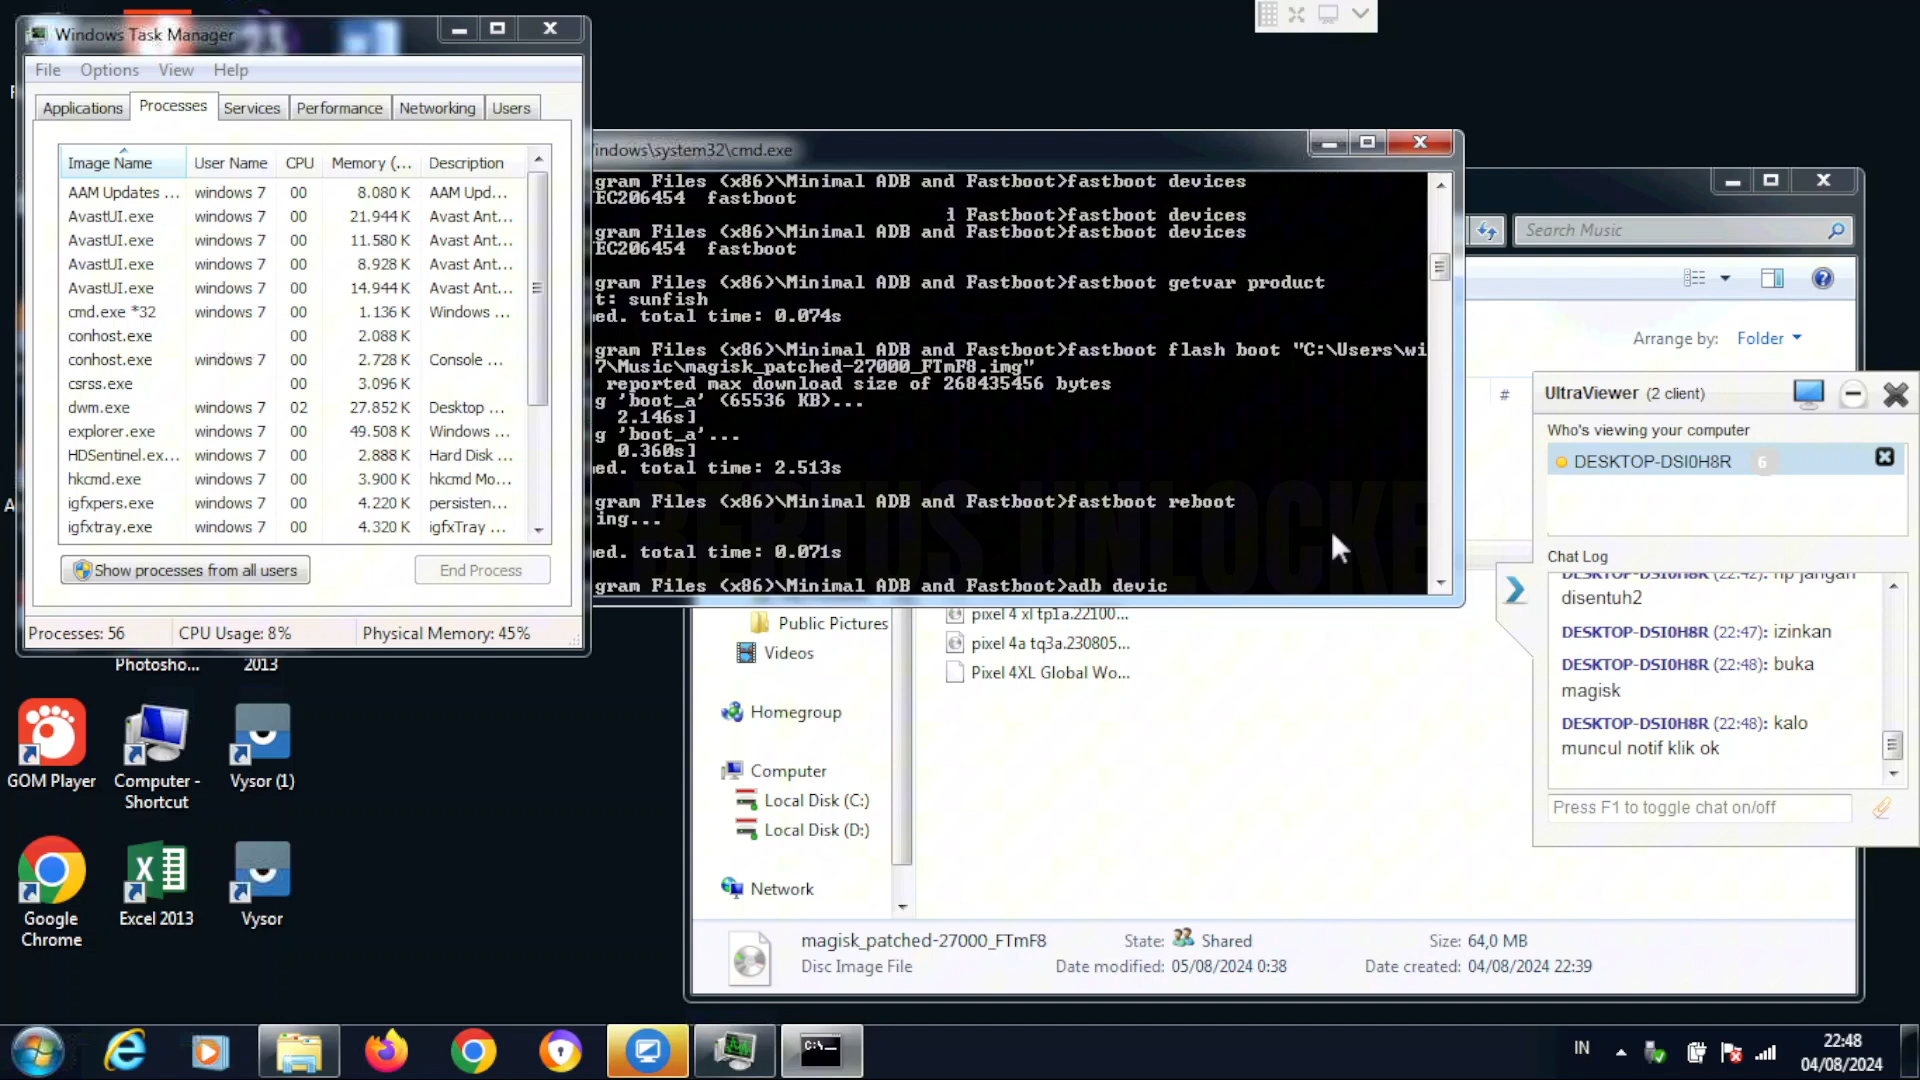 Windows Task Manager
File Options View Help
Applications Processes Services Performance Networking Users
Image Name User Name CPU Memory (... Description
AAM Updates ... windows 7 00 8.080 K AAM Upd...
AvastUI.exe windows 7 00 21.944 K Avast Ant...
AvastUI.exe windows 7 00 11.580 K Avast Ant...
AvastUI.exe windows 7 00 8.928 K Avast Ant...
AvastUI.exe windows 7 00 14.944 K Avast Ant...
cmd.exe *32 windows 7 00 1.136 K Windows ...
conhost.exe 00 2.088 K
conhost.exe windows 7 00 2.728 K Console ...
csrss.exe 00 3.096 K
dwm.exe windows 7 02 27.852 K Desktop ...
explorer.exe windows 7 00 49.508 K Windows ...
HDSentinel.ex... windows 7 00 2.888 K Hard Disk ...
hkcmd.exe windows 7 00 3.900 K hkcmd Mo...
igfxpers.exe windows 7 00 4.220 K persisten...
igfxtray.exe windows 7 00 4.320 K igfxTray ...
Show processes from all users End Process
Processes: 56 CPU Usage: 8% Physical Memory: 45%
indows\system32\cmd.exe
gram Files (x86)\Minimal ADB and Fastboot>fastboot devices
EC206454 fastboot
l Fastboot>fastboot devices
gram Files (x86)\Minimal ADB and Fastboot>fastboot devices
EC206454 fastboot
gram Files (x86)\Minimal ADB and Fastboot>fastboot getvar product
t: sunfish
ed. total time: 0.074s
gram Files (x86)\Minimal ADB and Fastboot>fastboot flash boot "C:\Users\wi
7\Music\magisk_patched-27000_FTmF8.img"
reported max download size of 268435456 bytes
g 'boot_a' (65536 KB)...
2.146s]
g 'boot_a'...
0.360s]
ed. total time: 2.513s
gram Files (x86)\Minimal ADB and Fastboot>fastboot reboot
ing...
ed. total time: 0.071s
gram Files (x86)\Minimal ADB and Fastboot>adb devic
BERTUS UNLOCKE
Search Music
Arrange by: Folder
#
Public Pictures
Videos
Homegroup
Computer
Local Disk (C:)
Local Disk (D:)
Network
pixel 4 xl tp1a.22100...
pixel 4a tq3a.230805...
Pixel 4XL Global Wo...
magisk_patched-27000_FTmF8 State: Shared Size: 64,0 MB
Disc Image File Date modified: 05/08/2024 0:38 Date created: 04/08/2024 22:39
UltraViewer (2 client)
Who's viewing your computer
DESKTOP-DSI0H8R 6
Chat Log
DESKTOP-DSI0H8R (22:42): hp jangan
disentuh2
DESKTOP-DSI0H8R (22:47): izinkan
DESKTOP-DSI0H8R (22:48): buka
magisk
DESKTOP-DSI0H8R (22:48): kalo
muncul notif klik ok
Press F1 to toggle chat on/off
Photosho... 2013
GOM Player
Computer -
Shortcut
Vysor (1)
Google
Chrome
Excel 2013
Vysor
C:\_
IN
22:48
04/08/2024